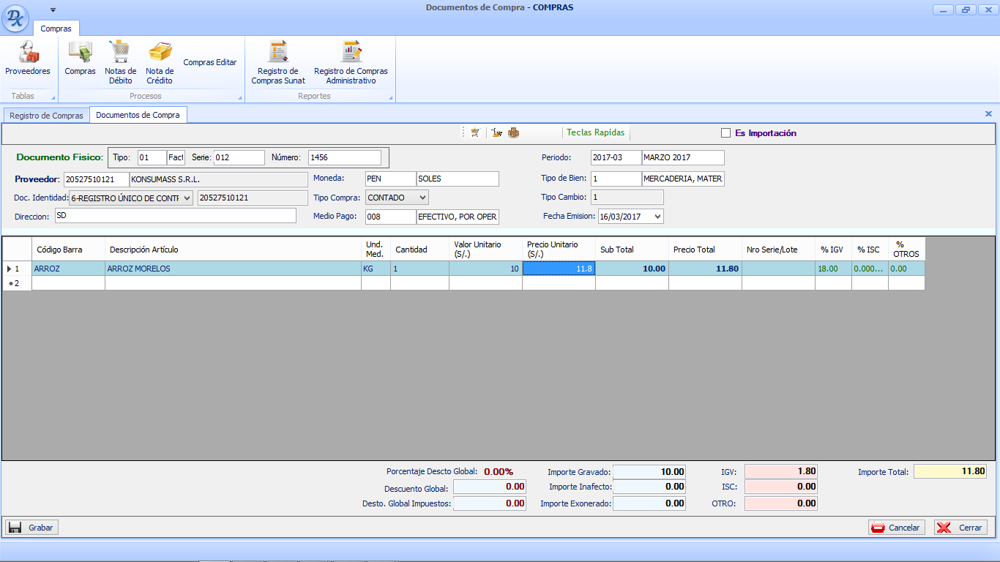 Documentos de Compra - COMPRAS
Compras
Proveedores
Compras
Notas de
Débito
Nota de
Crédito
Compras Editar
Registro de
Compras Sunat
Registro de Compras
Administrativo
Tablas
Procesos
Reportes
Registro de Compras
Documentos de Compra
Teclas Rapidas
Es Importación
Documento Fisico: Tipo: 01 Fact Serie: 012 Número: 1456
Periodo: 2017-03 MARZO 2017
Proveedor: 20527510121 KONSUMASS S.R.L.
Moneda: PEN SOLES
Tipo de Bien: 1 MERCADERIA, MATER
Doc. Identidad: 6-REGISTRO ÚNICO DE CONTR 20527510121
Tipo Compra: CONTADO
Tipo Cambio: 1
Direccion: SD
Medio Pago: 008 EFECTIVO, POR OPER
Fecha Emision: 16/03/2017
Código Barra
Descripción Artículo
Und.
Med.
Cantidad
Valor Unitario
(S/.)
Precio Unitario
(S/.)
Sub Total
Precio Total
Nro Serie/Lote
% IGV
% ISC
%
OTROS
1 ARROZ ARROZ MORELOS KG 1 10 11.8 10.00 11.80 18.00 0.000... 0.00
2
Porcentaje Descto Global: 0.00%
Importe Gravado: 10.00
IGV: 1.80
Importe Total: 11.80
Descuento Global: 0.00
Importe Inafecto: 0.00
ISC: 0.00
Desto. Global Impuestos: 0.00
Importe Exonerado: 0.00
OTRO: 0.00
Grabar
Cancelar
Cerrar